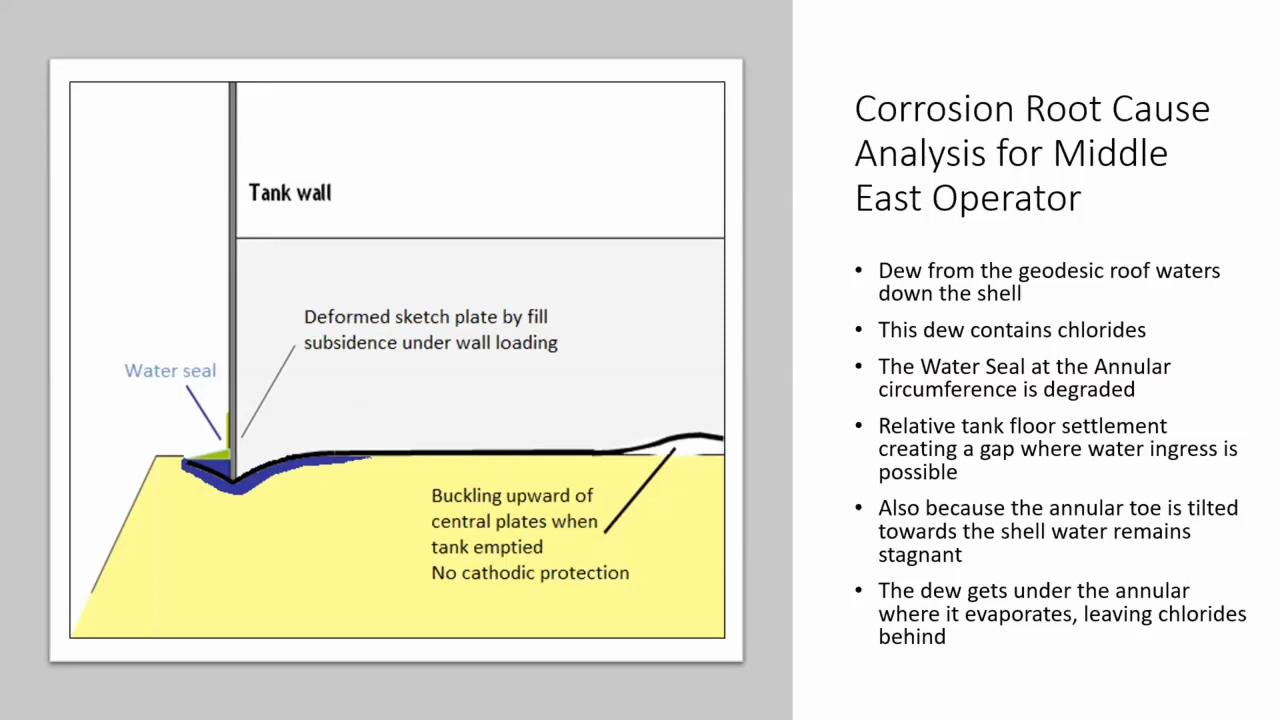 Tank wall
Deformed sketch plate by fill
subsidence under wall loading
Water seal
Buckling upward of
central plates when
tank emptied
No cathodic protection
Corrosion Root Cause
Analysis for Middle
East Operator
• Dew from the geodesic roof waters
down the shell
• This dew contains chlorides
• The Water Seal at the Annular
circumference is degraded
• Relative tank floor settlement
creating a gap where water ingress is
possible
• Also because the annular toe is tilted
towards the shell water remains
stagnant
• The dew gets under the annular
where it evaporates, leaving chlorides
behind